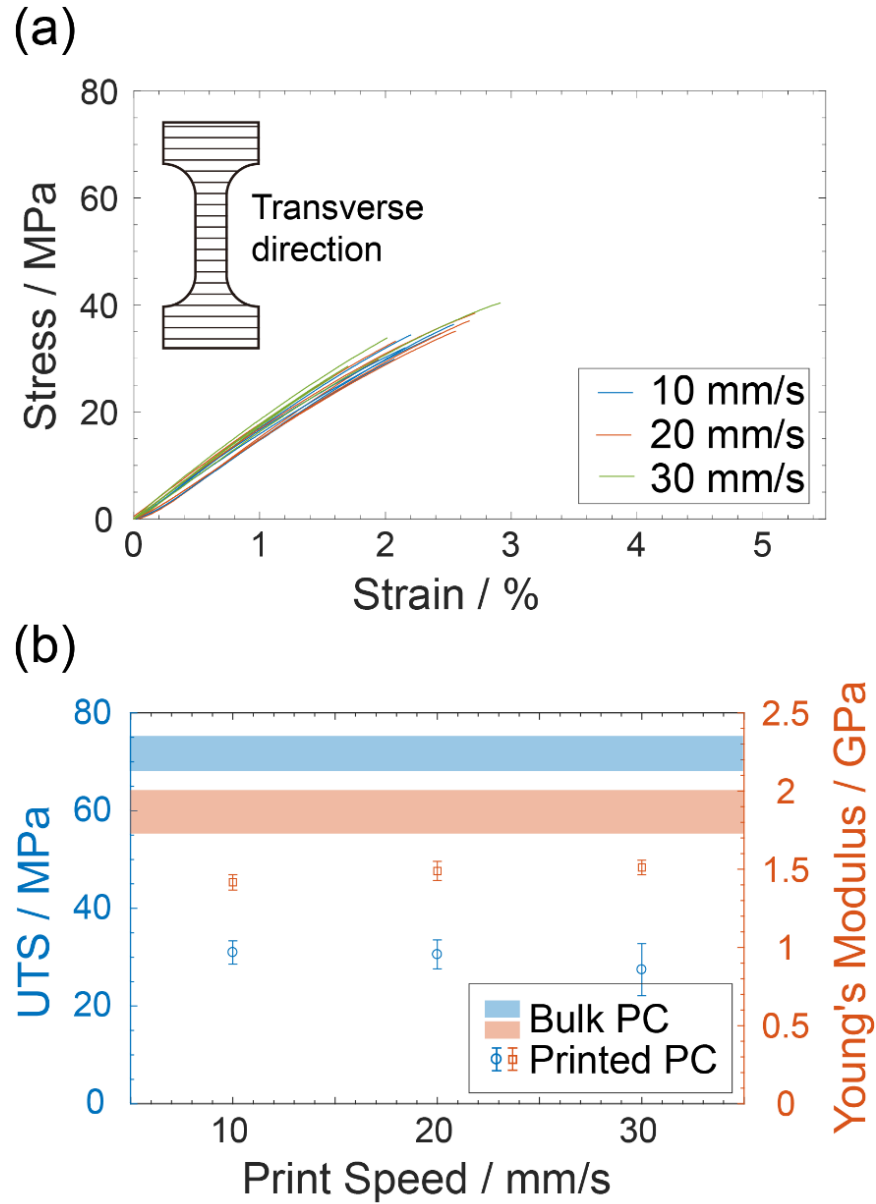 (a)
80
60
40
20
0
Stress / MPa
Transverse
direction
10 mm/s
20 mm/s
30 mm/s
0 1 2 3 4 5
Strain / %
(b)
80
60
40
20
0
UTS / MPa
2.5
2
1.5
1
0.5
0
Young's Modulus / GPa
Bulk PC
Printed PC
10 20 30
Print Speed / mm/s